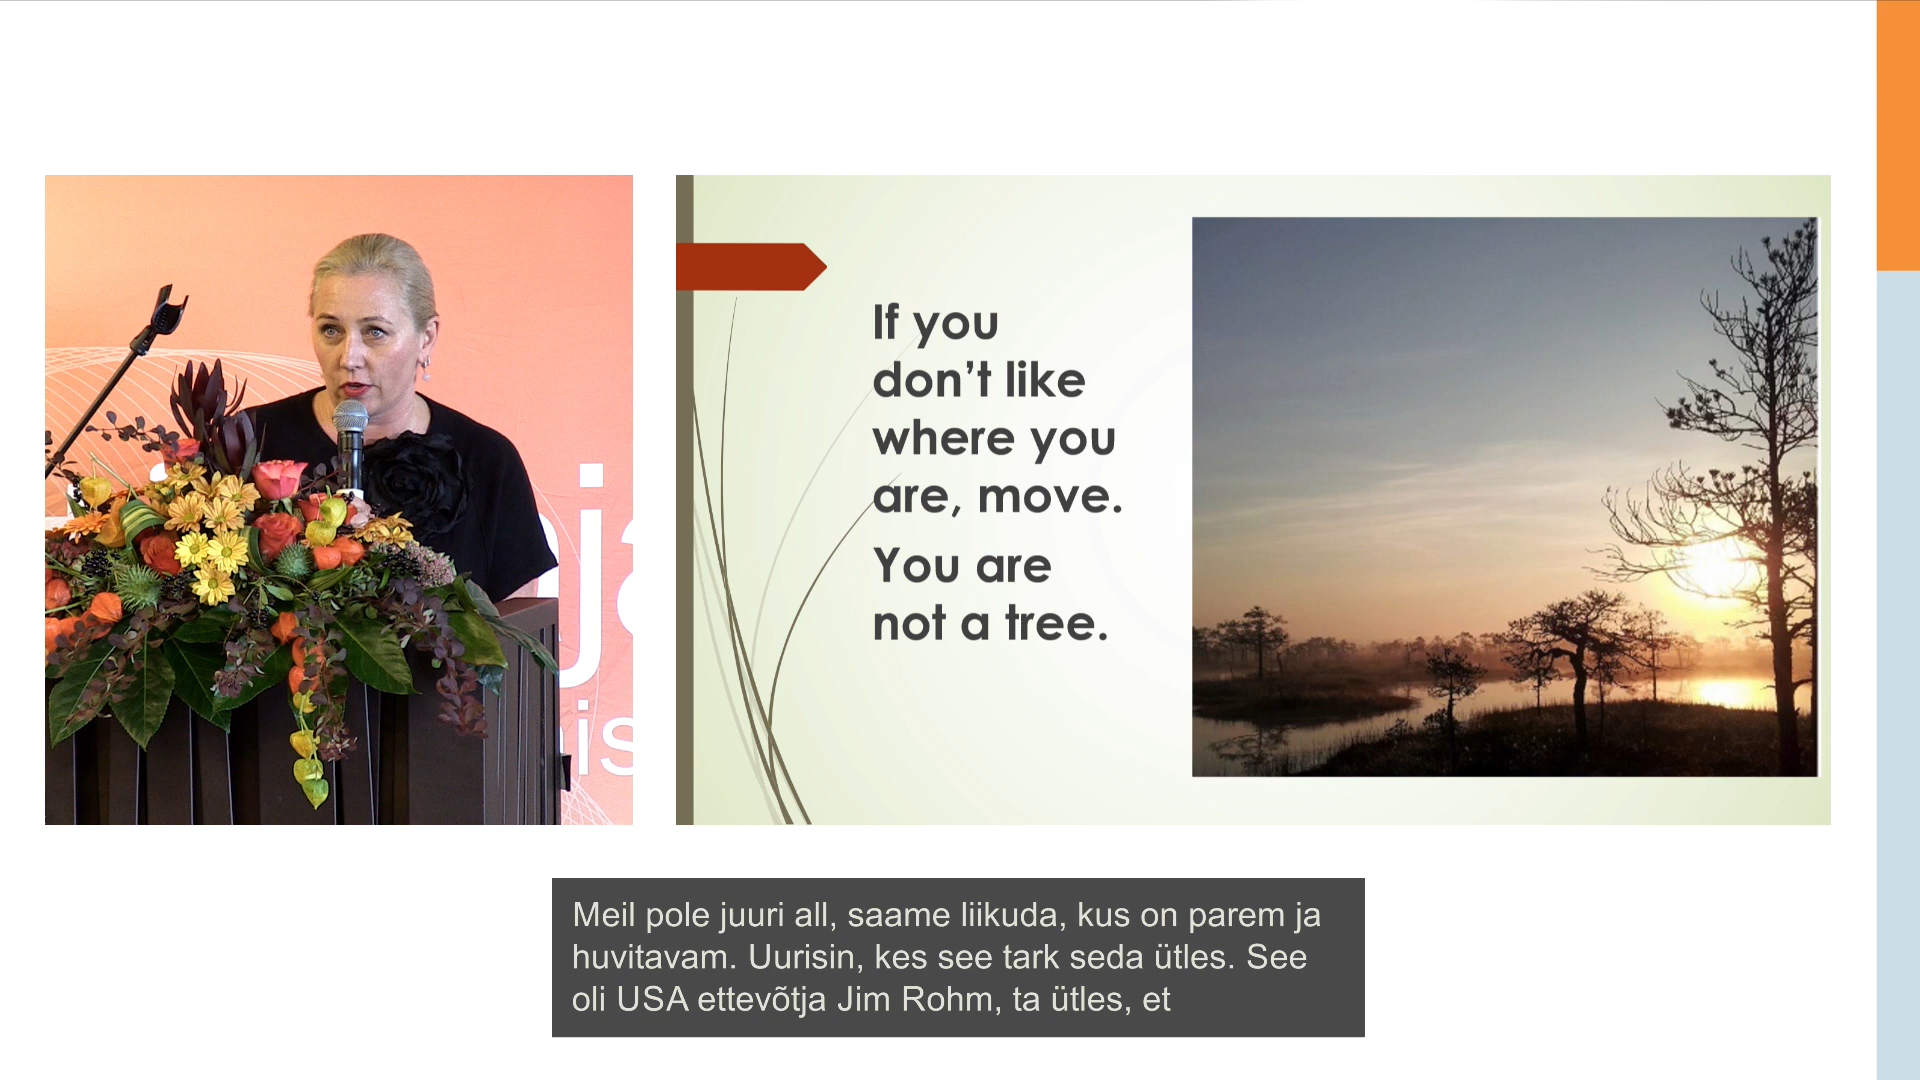 If you
don’t like
where you
are, move.
You are
not a tree.
Meil pole juuri all, saame liikuda, kus on parem ja
huvitavam. Uurisin, kes see tark seda ütles. See
oli USA ettevõtja Jim Rohm, ta ütles, et